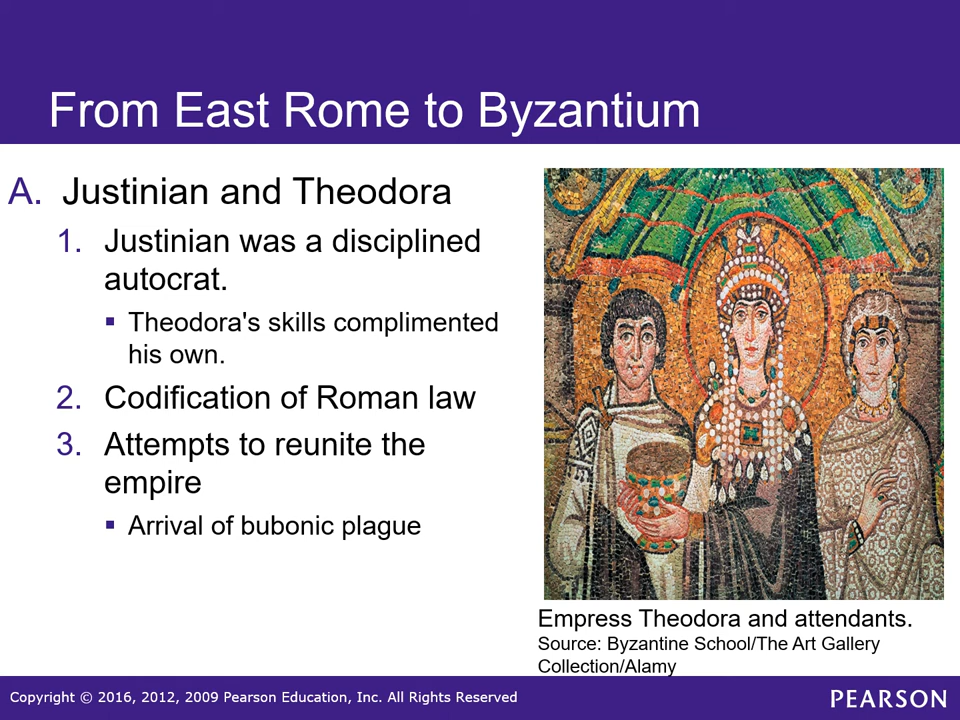 From East Rome to Byzantium
A. Justinian and Theodora
1. Justinian was a disciplined
autocrat.
▪ Theodora's skills complimented
his own.
2. Codification of Roman law
3. Attempts to reunite the
empire
▪ Arrival of bubonic plague
Empress Theodora and attendants.
Source: Byzantine School/The Art Gallery
Collection/Alamy
Copyright © 2016, 2012, 2009 Pearson Education, Inc. All Rights Reserved
PEARSON